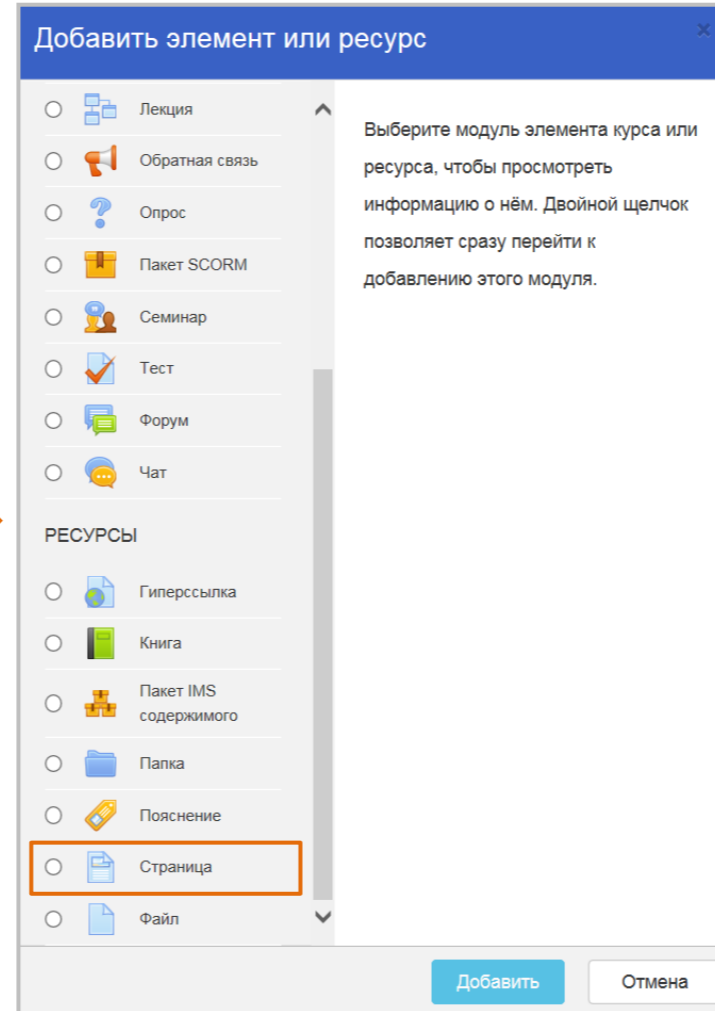 Добавить элемент или ресурс
Лекция
Обратная связь
Опрос
Пакет SCORM
Семинар
Тест
Форум
Чат
РЕСУРСЫ
Гиперссылка
Книга
Пакет IMS
содержимого
Папка
Пояснение
Страница
Файл
Выберите модуль элемента курса или
ресурса, чтобы просмотреть
информацию о нём. Двойной щелчок
позволяет сразу перейти к
добавлению этого модуля.
Добавить
Отмена